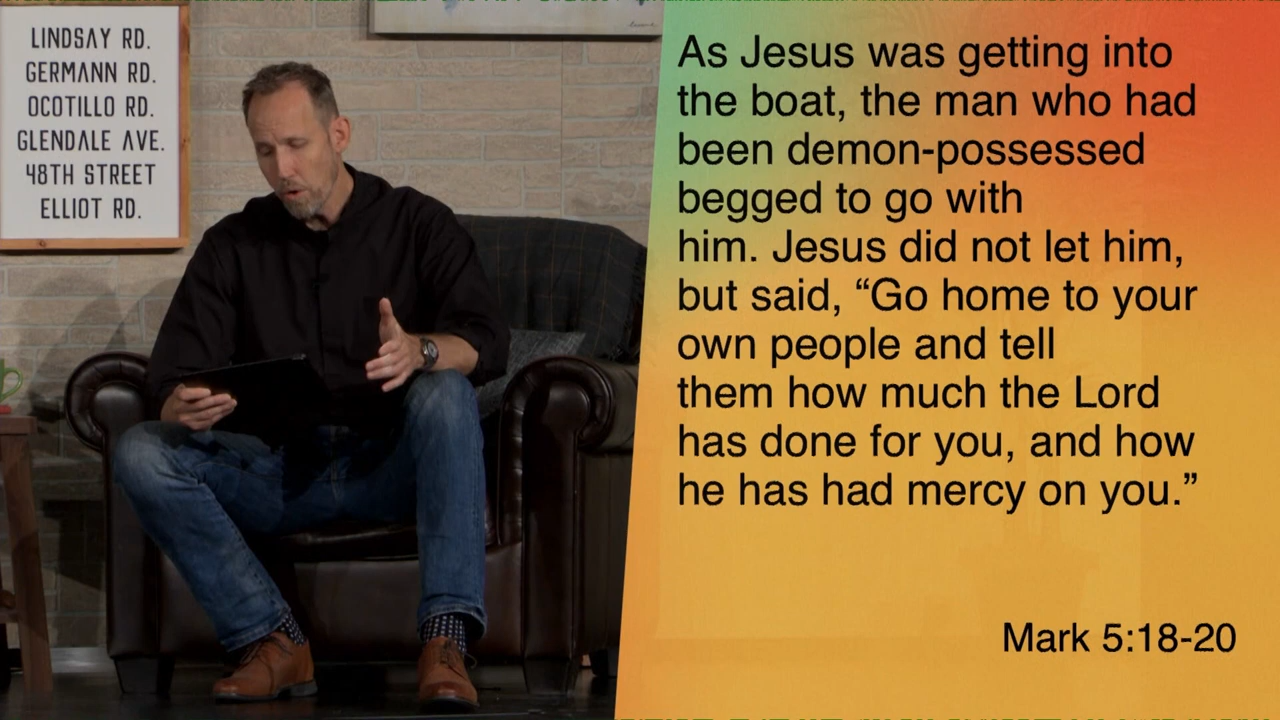 LINDSAY RD.
GERMANN RD.
OCOTILLO RD.
GLENDALE AVE.
48TH STREET
ELLIOT RD.
As Jesus was getting into
the boat, the man who had
been demon-possessed
begged to go with
him. Jesus did not let him,
but said, “Go home to your
own people and tell
them how much the Lord
has done for you, and how
he has had mercy on you.”
Mark 5:18-20